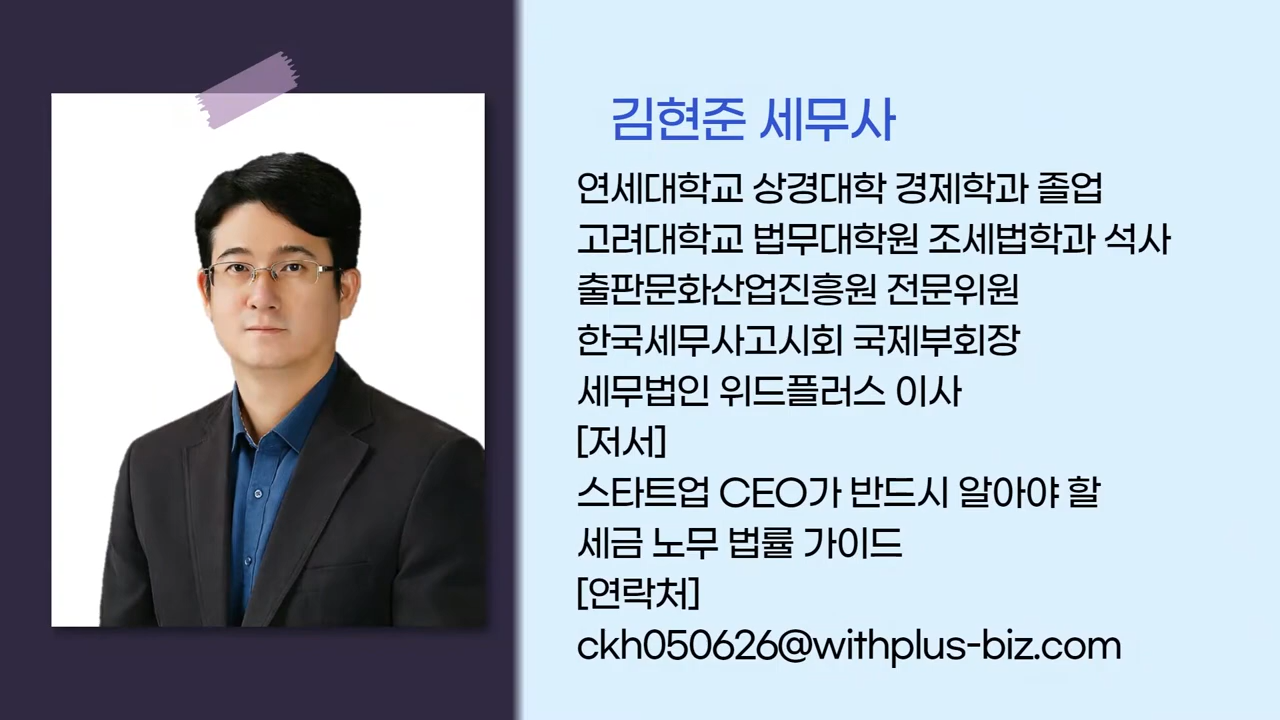 김현준 세무사
연세대학교 상경대학 경제학과 졸업
고려대학교 법무대학원 조세법학과 석사
출판문화산업진흥원 전문위원
한국세무사고시회 국제부회장
세무법인 위드플러스 이사
[저서]
스타트업 CEO가 반드시 알아야 할
세금 노무 법률 가이드
[연락처]
ckh050626@withplus-biz.com